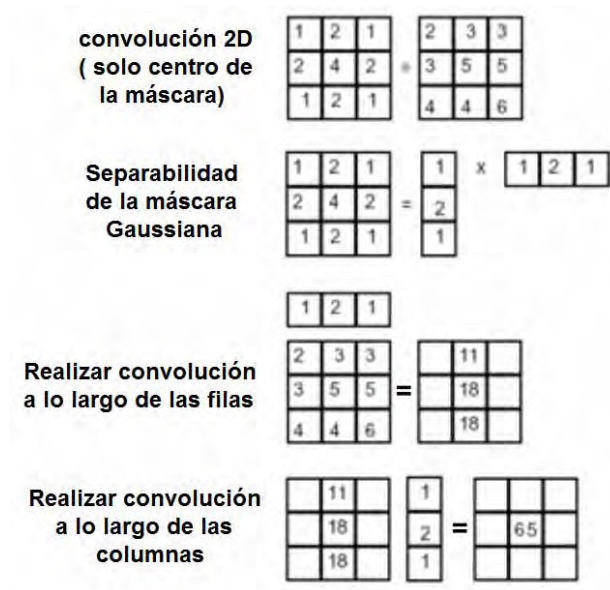 convolución 2D
( solo centro de
la máscara)
1 2 1 2 3 3
2 4 2 * 3 5 5
1 2 1 4 4 6
Separabilidad
de la máscara
Gaussiana
1 2 1 1 x 1 2 1
2 4 2 = 2
1 2 1 1
1 2 1
Realizar convolución
a lo largo de las filas
2 3 3 11
3 5 5 = 18
4 4 6 18
Realizar convolución
a lo largo de las
columnas
11 1
18 2 = 65
18 1